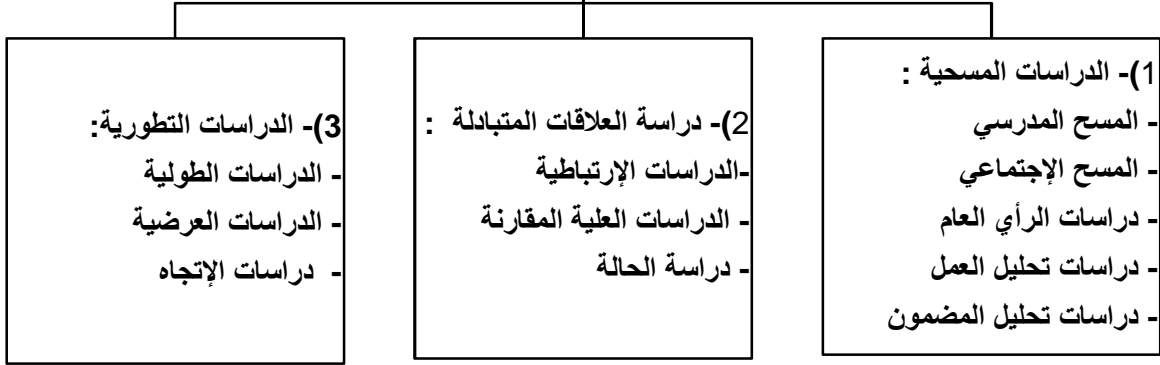 1)- الدراسات المسحية :
- المسح المدرسي
- المسح الإجتماعي
- دراسات الرأي العام
- دراسات تحليل العمل
- دراسات تحليل المضمون
2)- دراسة العلاقات المتبادلة :
-الدراسات الإرتباطية
- الدراسات العلية المقارنة
- دراسة الحالة
3)- الدراسات التطورية:
- الدراسات الطولية
- الدراسات العرضية
- دراسات الإتجاه